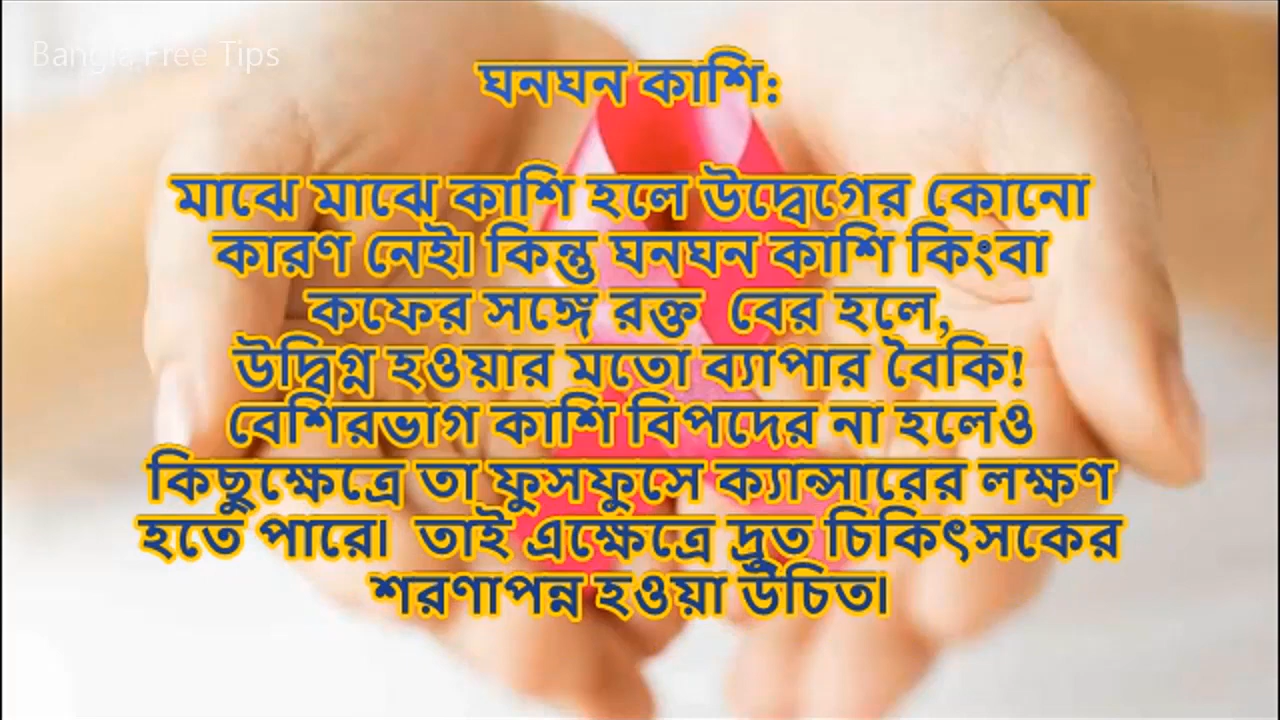 Bangla Free Tips
ঘনঘন কাশি:
মাঝে মাঝে কাশি হলে উদ্বেগের কোনো
কারণ নেই। কিন্তু ঘনঘন কাশি কিংবা
কফের সঙ্গে রক্ত বের হলে,
উদ্বিগ্ন হওয়ার মতো ব্যাপার বৈকি!
বেশিরভাগ কাশি বিপদের না হলেও
কিছুক্ষেত্রে তা ফুসফুসে ক্যান্সারের লক্ষণ
হতে পারে। তাই এক্ষেত্রে দ্রুত চিকিৎসকের
শরণাপন্ন হওয়া উচিত।